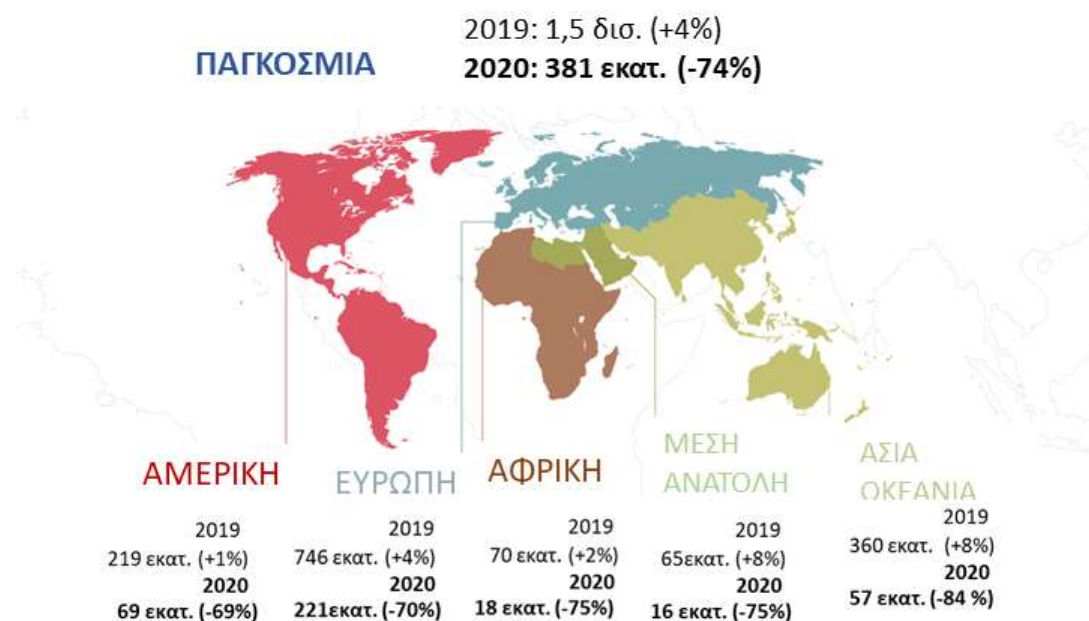 ΠΑΓΚΟΣΜΙΑ
2019: 1,5 δισ. (+4%)
2020: 381 εκατ. (-74%)
ΑΜΕΡΙΚΗ
2019
219 εκατ. (+1%)
2020
69 εκατ. (-69%)
ΕΥΡΩΠΗ
2019
746 εκατ. (+4%)
2020
221εκατ. (-70%)
ΑΦΡΙΚΗ
2019
70 εκατ. (+2%)
2020
18 εκατ. (-75%)
ΜΕΣΗ
ΑΝΑΤΟΛΗ
2019
65εκατ. (+8%)
2020
16 εκατ. (-75%)
ΑΣΙΑ
ΩΚΕΑΝΙΑ
2019
360 εκατ. (+8%)
2020
57 εκατ. (-84 %)